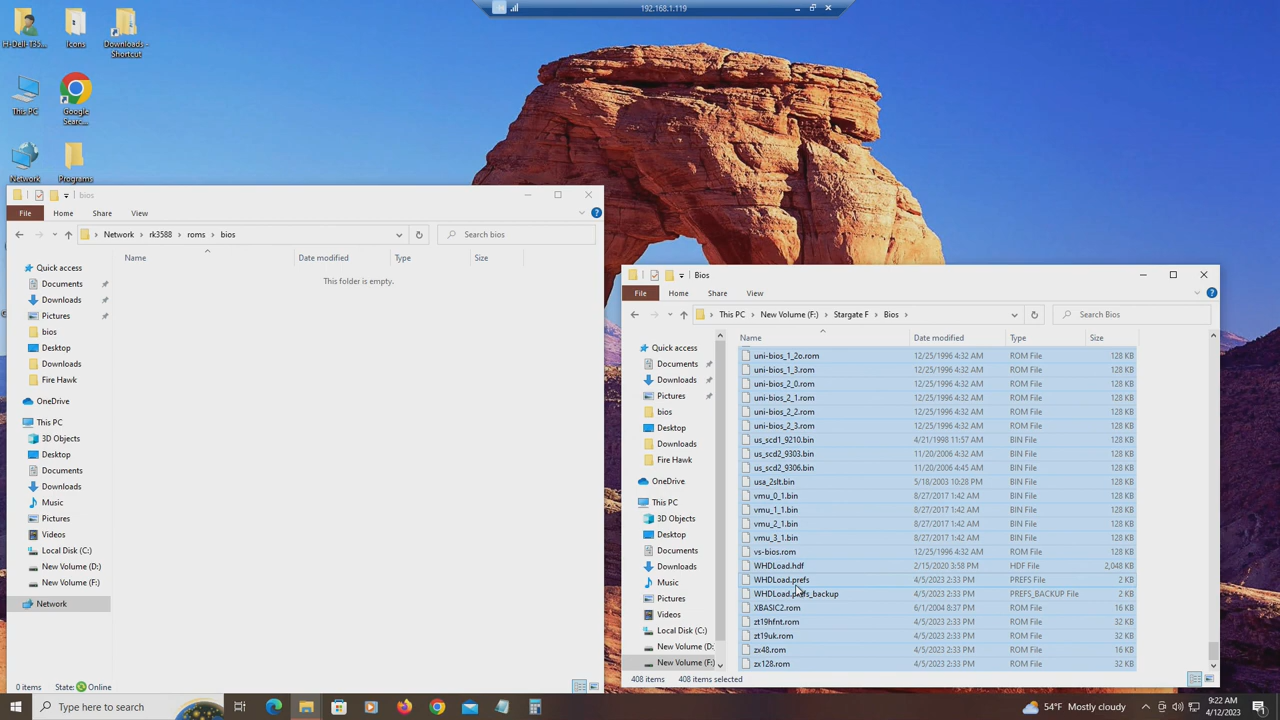 192.168.1.119
H: Dell-T35...
Icons
Downloads -
Shortcut
This PC
Google
Searc...
Network
Programs
bios
File
Home
Share
View
Network
rk3588
roms
bios
Search bios
Name
Date modified
Type
Size
This folder is empty.
Quick access
Documents
Downloads
Pictures
bios
Desktop
Downloads
Fire Hawk
OneDrive
This PC
3D Objects
Desktop
Documents
Downloads
Music
Pictures
Videos
Local Disk (C:)
New Volume (D:)
New Volume (F:)
Network
0 items
State:
Online
Bios
File
Home
Share
View
This PC
New Volume (F:)
Stargate F
Bios
Search Bios
Name
Date modified
Type
Size
Quick access
Documents
Downloads
Pictures
bios
Desktop
Downloads
Fire Hawk
OneDrive
This PC
3D Objects
Desktop
Documents
Downloads
Music
Pictures
Videos
Local Disk (C:)
New Volume (D:
New Volume (F:)
uni-bios_1_2o.rom 12/25/1996 4:32 AM ROM File 128 KB
uni-bios_1_3.rom 12/25/1996 4:32 AM ROM File 128 KB
uni-bios_2_0.rom 12/25/1996 4:32 AM ROM File 128 KB
uni-bios_2_1.rom 12/25/1996 4:32 AM ROM File 128 KB
uni-bios_2_2.rom 12/25/1996 4:32 AM ROM File 128 KB
uni-bios_2_3.rom 12/25/1996 4:32 AM ROM File 128 KB
us_scd1_9210.bin 4/21/1998 11:57 AM BIN File 128 KB
us_scd2_9303.bin 11/20/2006 4:32 AM BIN File 128 KB
us_scd2_9306.bin 11/20/2006 4:45 AM BIN File 128 KB
usa_2slt.bin 5/18/2003 10:28 PM BIN File 128 KB
vmu_0_1.bin 8/27/2017 1:42 AM BIN File 128 KB
vmu_1_1.bin 8/27/2017 1:42 AM BIN File 128 KB
vmu_2_1.bin 8/27/2017 1:42 AM BIN File 128 KB
vmu_3_1.bin 8/27/2017 1:42 AM BIN File 128 KB
vs-bios.rom 12/25/1996 4:32 AM ROM File 128 KB
WHDLoad.hdf 2/15/2020 3:58 PM HDF File 2,048 KB
WHDLoad.prefs 4/5/2023 2:33 PM PREFS File 2 KB
WHDLoad.prefs_backup 4/5/2023 2:33 PM PREFS_BACKUP File 2 KB
XBASIC2.rom 6/1/2004 8:37 PM ROM File 16 KB
zt19hfnt.rom 4/5/2023 2:33 PM ROM File 32 KB
zt19uk.rom 4/5/2023 2:33 PM ROM File 32 KB
zx48.rom 4/5/2023 2:33 PM ROM File 16 KB
zx128.rom 4/5/2023 2:33 PM ROM File 32 KB
408 items
408 items selected
Type here to search
54°F Mostly cloudy
9:22 AM
4/12/2023